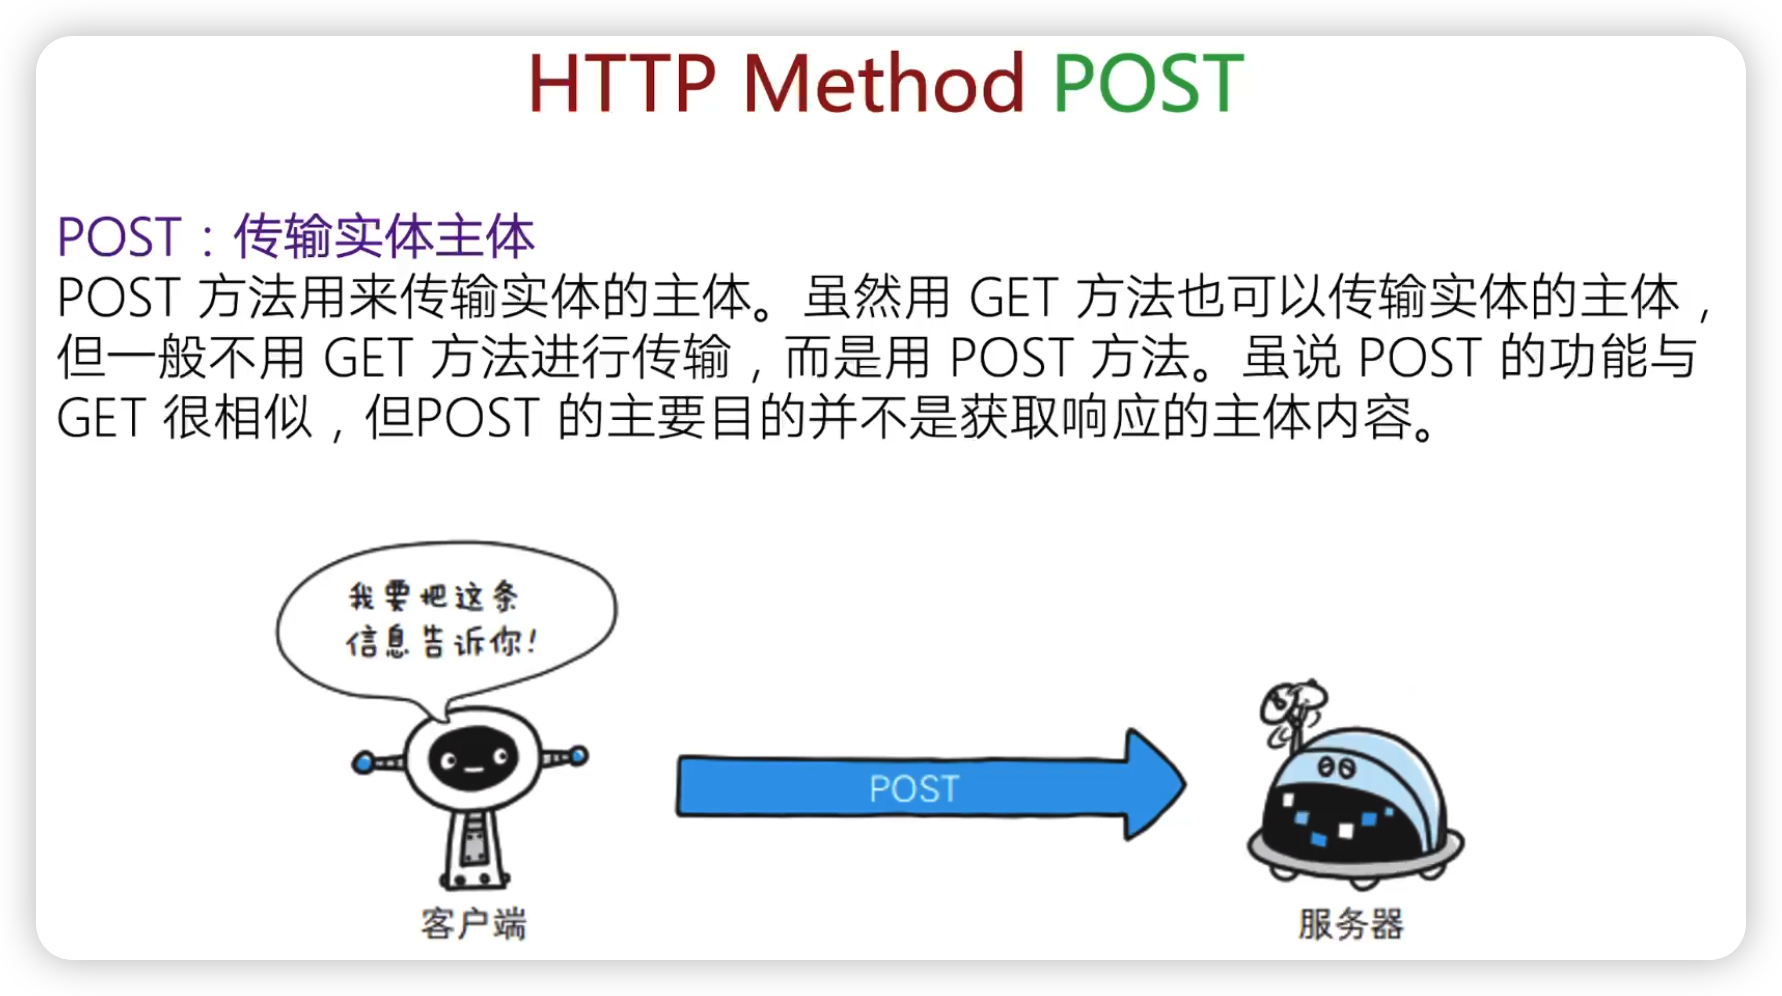 HTTP Method POST
POST：传输实体主体
POST 方法用来传输实体的主体。虽然用 GET 方法也可以传输实体的主体，
但一般不用 GET 方法进行传输，而是用 POST 方法。虽说 POST 的功能与
GET 很相似，但POST 的主要目的并不是获取响应的主体内容。
我要把这条
信息告诉你!
POST
客户端
服务器